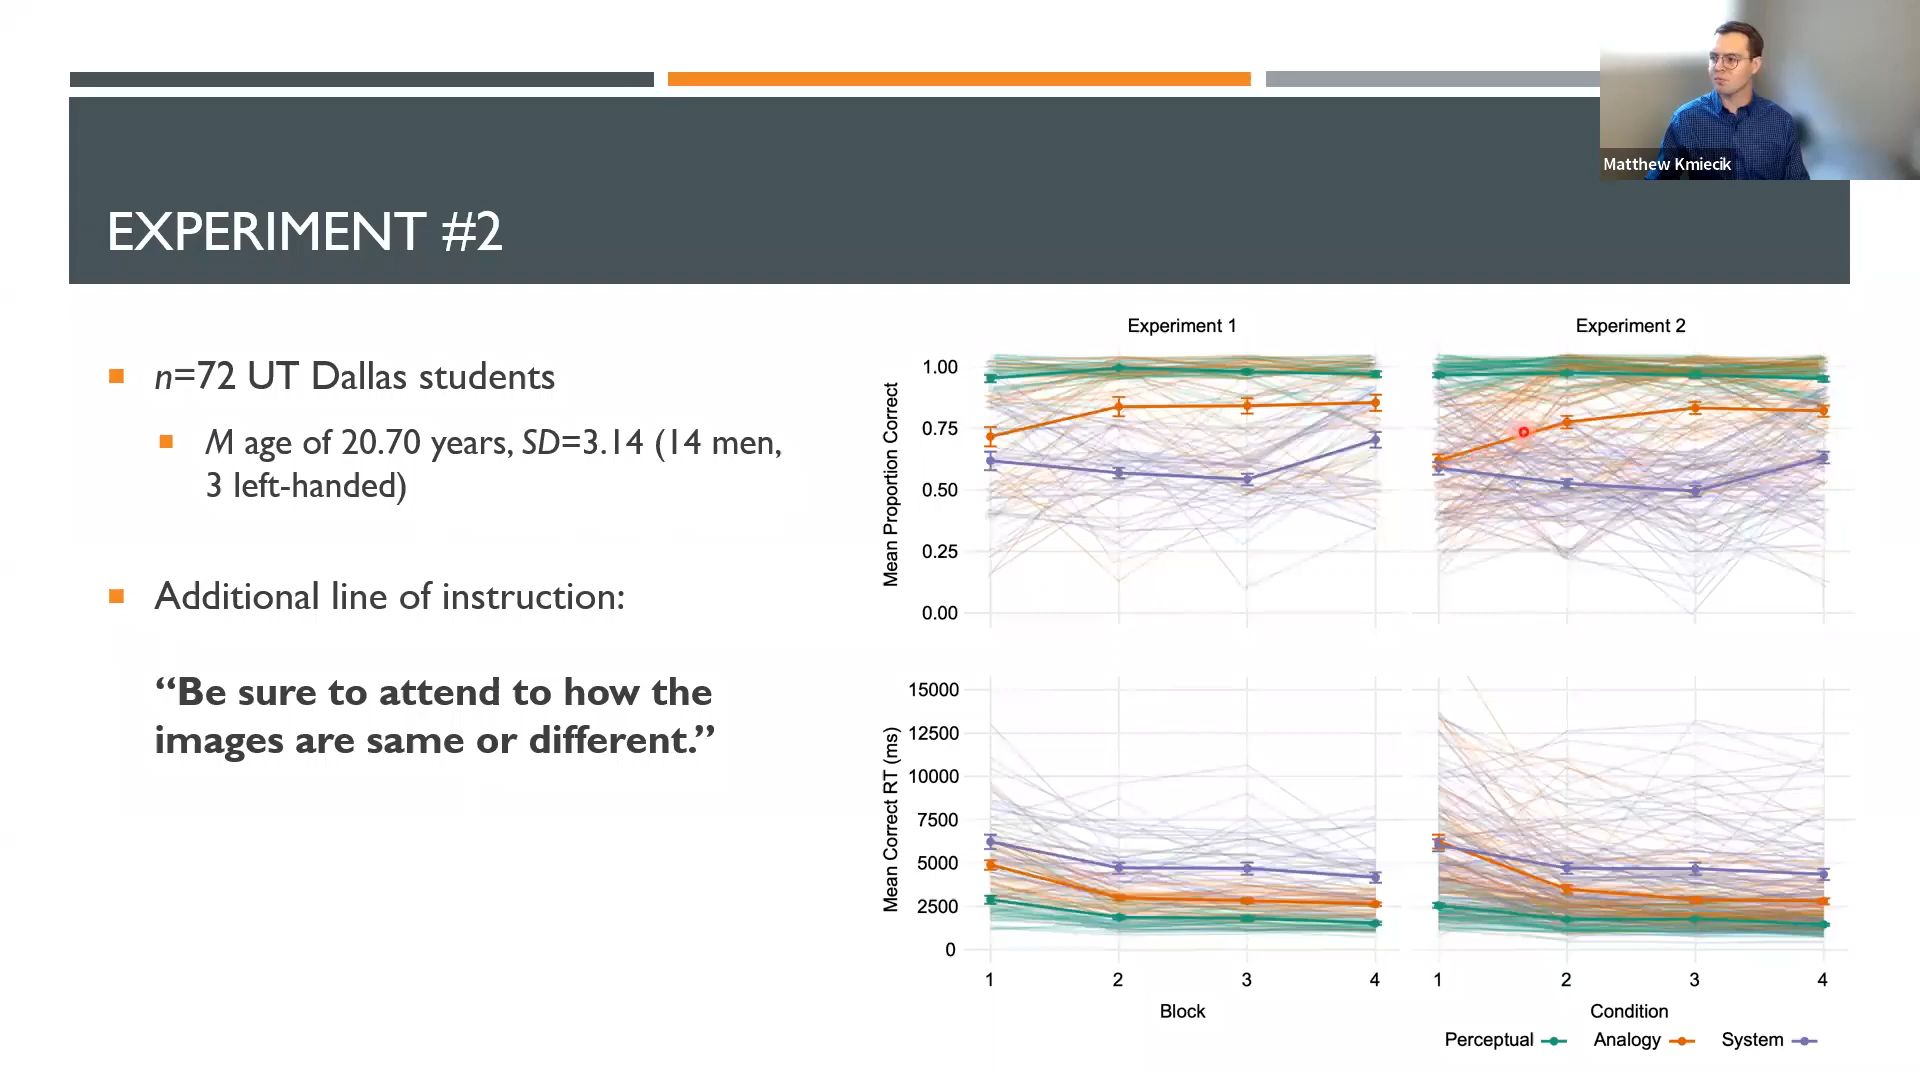 Matthew Kmiecik
EXPERIMENT #2
n=72 UT Dallas students
M age of 20.70 years, SD=3.14 (14 men,
3 left-handed)
Additional line of instruction:
“Be sure to attend to how the
images are same or different.”
Experiment 1
Experiment 2
Mean Proportion Correct
1.00
0.75
0.50
0.25
0.00
Mean Correct RT (ms)
15000
12500
10000
7500
5000
2500
0
1 2 3 4
1 2 3 4
Block
Condition
Perceptual Analogy System